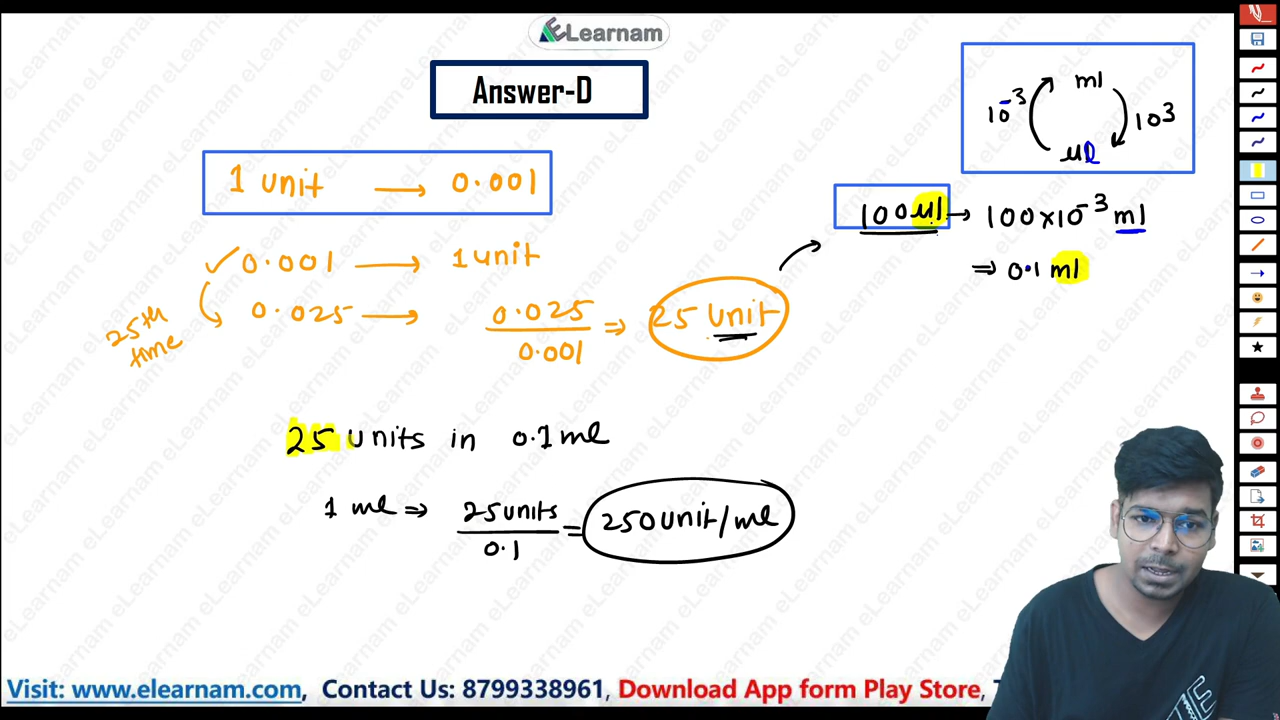 eLearnam
Answer-D
1 unit → 0.001
✓0.001 → 1 unit
0.025 → 0.025/0.001 ⇒ 25 unit
25th time
ml
10-3
103
μl
100μl → 100×10-3 ml
⇒ 0.1 ml
25 units in 0.1 ml
1 ml ⇒ 25 units/0.1 = 250 unit/ml
Visit: www.elearnam.com, Contact Us: 8799338961, Download App form Play Store,